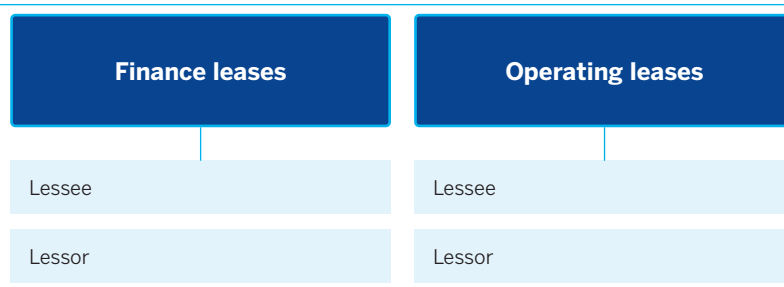 Finance leases
Lessee
Lessor
Operating leases
Lessee
Lessor